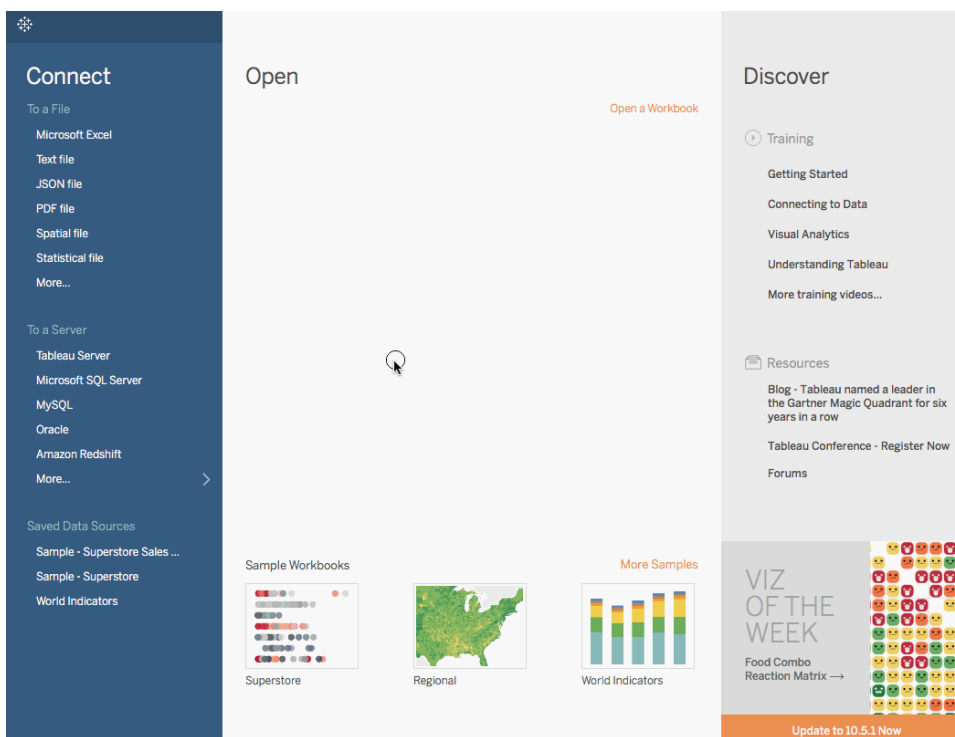 Connect
To a File
Microsoft Excel
Text file
JSON file
PDF file
Spatial file
Statistical file
More...
To a Server
Tableau Server
Microsoft SQL Server
MySQL
Oracle
Amazon Redshift
More...
Saved Data Sources
Sample - Superstore Sales ...
Sample - Superstore
World Indicators
Open
Open a Workbook
Sample Workbooks
More Samples
Superstore
Regional
World Indicators
Discover
Training
Getting Started
Connecting to Data
Visual Analytics
Understanding Tableau
More training videos...
Resources
Blog - Tableau named a leader in
the Gartner Magic Quadrant for six
years in a row
Tableau Conference - Register Now
Forums
VIZ
OF THE
WEEK
Food Combo
Reaction Matrix →
Update to 10.5.1 Now